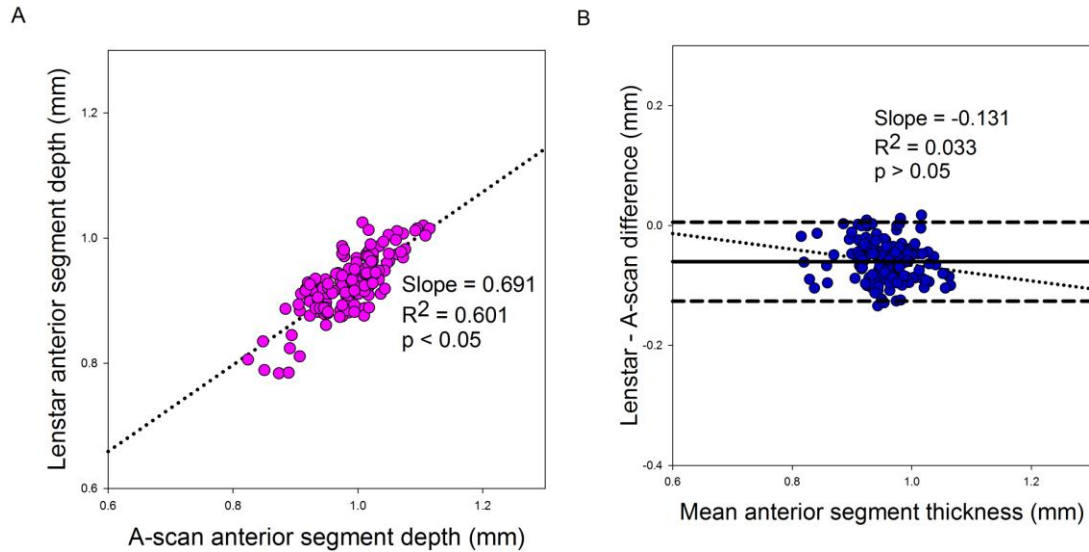 A
Lenstar anterior segment depth (mm)
1.2
1.0
0.8
0.6
Slope = 0.691
R2 = 0.601
p < 0.05
0.6
0.8
1.0
1.2
A-scan anterior segment depth (mm)
B
Lenstar - A-scan difference (mm)
0.2
0.0
-0.2
-0.4
Slope = -0.131
R2 = 0.033
p > 0.05
0.6
0.8
1.0
1.2
Mean anterior segment thickness (mm)